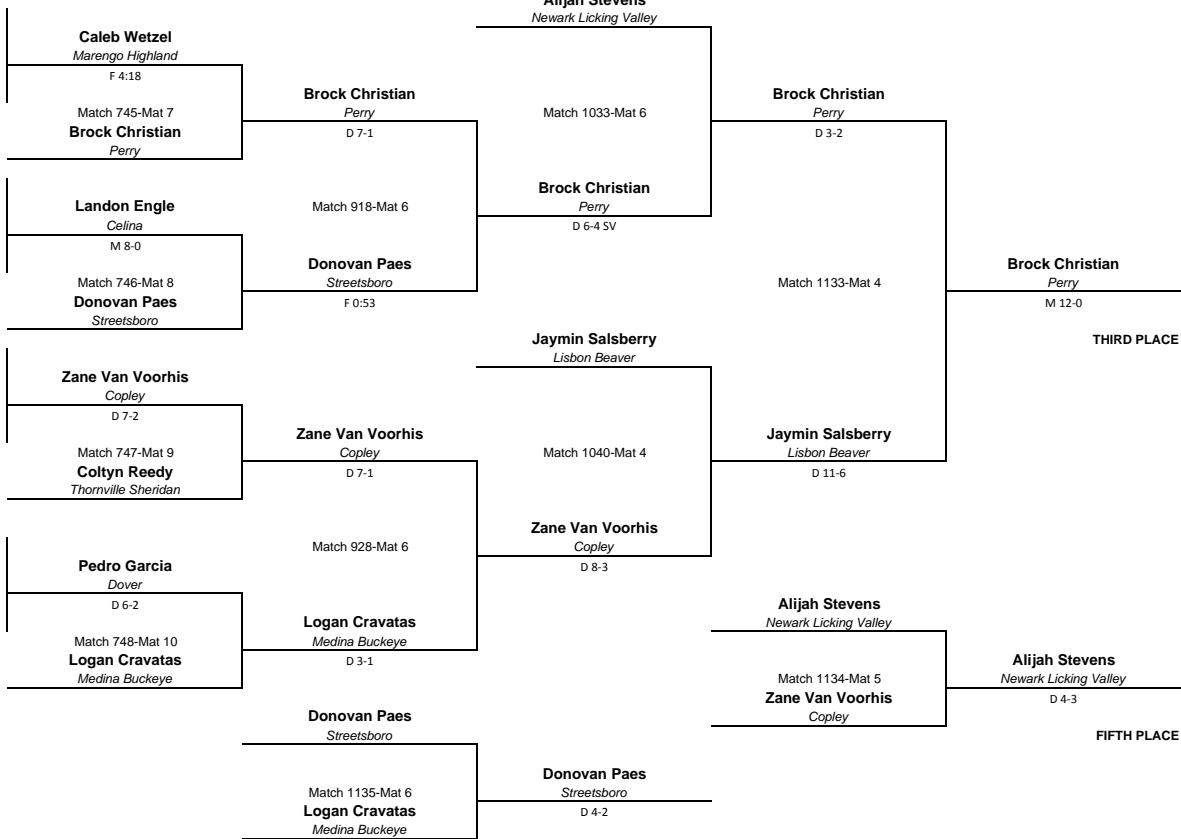 Alijah Stevens
Newark Licking Valley
Caleb Wetzel
Marengo Highland
F 4:18
Match 745-Mat 7
Brock Christian
Perry
Brock Christian
Perry
D 7-1
Match 1033-Mat 6
Brock Christian
Perry
D 3-2
Landon Engle
Celina
M 8-0
Match 746-Mat 8
Donovan Paes
Streetsboro
Match 918-Mat 6
Brock Christian
Perry
D 6-4 SV
Donovan Paes
Streetsboro
F 0:53
Match 1133-Mat 4
Brock Christian
Perry
M 12-0
THIRD PLACE
Zane Van Voorhis
Copley
D 7-2
Match 747-Mat 9
Coltyn Reedy
Thornville Sheridan
Zane Van Voorhis
Copley
D 7-1
Jaymin Salsberry
Lisbon Beaver
Match 1040-Mat 4
Jaymin Salsberry
Lisbon Beaver
D 11-6
Pedro Garcia
Dover
D 6-2
Match 748-Mat 10
Logan Cravatas
Medina Buckeye
Match 928-Mat 6
Zane Van Voorhis
Copley
D 8-3
Logan Cravatas
Medina Buckeye
D 3-1
Alijah Stevens
Newark Licking Valley
Match 1134-Mat 5
Zane Van Voorhis
Copley
Alijah Stevens
Newark Licking Valley
D 4-3
FIFTH PLACE
Donovan Paes
Streetsboro
Match 1135-Mat 6
Logan Cravatas
Medina Buckeye
Donovan Paes
Streetsboro
D 4-2